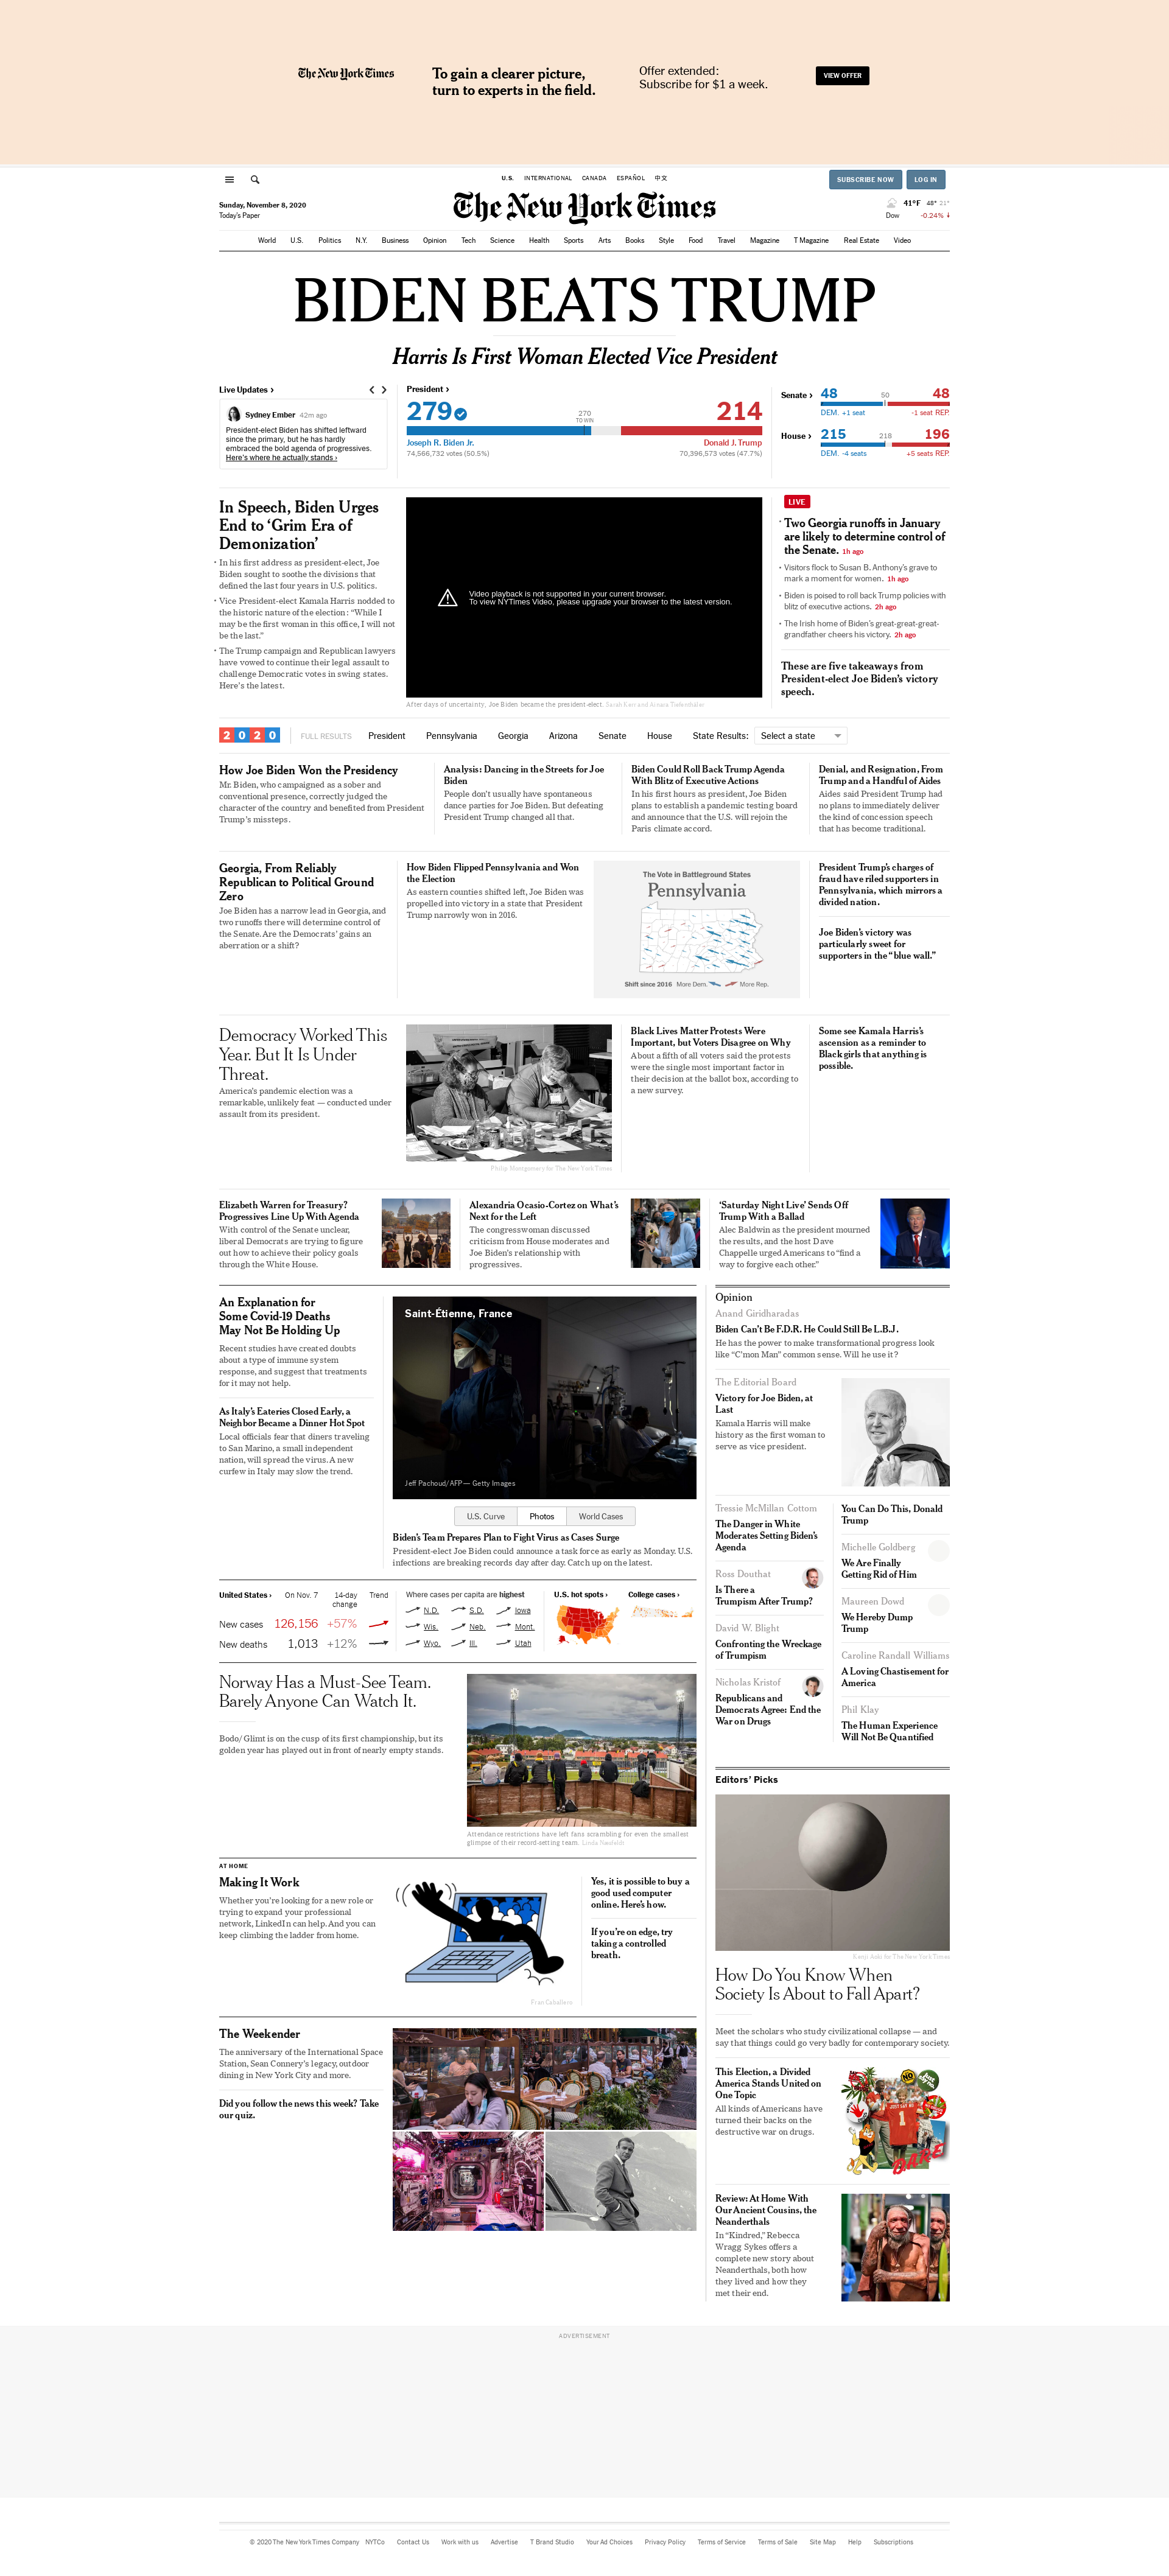 The New York Times
To gain a clearer picture,
turn to experts in the field.
Offer extended:
Subscribe for $1 a week.
VIEW OFFER
U.S. INTERNATIONAL CANADA ESPAÑOL 中文
SUBSCRIBE NOW LOG IN
Sunday, November 8, 2020
Today's Paper
The New York Times
41°F 48° 21°
Dow -0.24%
World U.S. Politics N.Y. Business Opinion Tech Science Health Sports Arts Books Style Food Travel Magazine T Magazine Real Estate Video
BIDEN BEATS TRUMP
Harris Is First Woman Elected Vice President
Live Updates ›
Sydney Ember 42m ago
President-elect Biden has shifted leftward
since the primary, but he has hardly
embraced the bold agenda of progressives.
Here's where he actually stands ›
President ›
279 214
270
TO WIN
Joseph R. Biden Jr. Donald J. Trump
74,566,732 votes (50.5%) 70,396,573 votes (47.7%)
Senate › 48 50 48
DEM. +1 seat -1 seat REP.
House › 215 218 196
DEM. -4 seats +5 seats REP.
In Speech, Biden Urges
End to ‘Grim Era of
Demonization’
In his first address as president-elect, Joe
Biden sought to soothe the divisions that
defined the last four years in U.S. politics.
Vice President-elect Kamala Harris nodded to
the historic nature of the election: “While I
may be the first woman in this office, I will not
be the last.”
The Trump campaign and Republican lawyers
have vowed to continue their legal assault to
challenge Democratic votes in swing states.
Here’s the latest.
Video playback is not supported in your current browser.
To view NYTimes Video, please upgrade your browser to the latest version.
After days of uncertainty, Joe Biden became the president-elect. Sarah Kerr and Ainara Tiefenthäler
LIVE
Two Georgia runoffs in January
are likely to determine control of
the Senate. 1h ago
Visitors flock to Susan B. Anthony’s grave to
mark a moment for women. 1h ago
Biden is poised to roll back Trump policies with
blitz of executive actions. 2h ago
The Irish home of Biden’s great-great-great-
grandfather cheers his victory. 2h ago
These are five takeaways from
President-elect Joe Biden’s victory
speech.
2020 FULL RESULTS President Pennsylvania Georgia Arizona Senate House State Results: Select a state
How Joe Biden Won the Presidency
Mr. Biden, who campaigned as a sober and
conventional presence, correctly judged the
character of the country and benefited from President
Trump’s missteps.
Analysis: Dancing in the Streets for Joe
Biden
People don’t usually have spontaneous
dance parties for Joe Biden. But defeating
President Trump changed all that.
Biden Could Roll Back Trump Agenda
With Blitz of Executive Actions
In his first hours as president, Joe Biden
plans to establish a pandemic testing board
and announce that the U.S. will rejoin the
Paris climate accord.
Denial, and Resignation, From
Trump and a Handful of Aides
Aides said President Trump had
no plans to immediately deliver
the kind of concession speech
that has become traditional.
Georgia, From Reliably
Republican to Political Ground
Zero
Joe Biden has a narrow lead in Georgia, and
two runoffs there will determine control of
the Senate. Are the Democrats’ gains an
aberration or a shift?
How Biden Flipped Pennsylvania and Won
the Election
As eastern counties shifted left, Joe Biden was
propelled into victory in a state that President
Trump narrowly won in 2016.
The Vote in Battleground States
Pennsylvania
Shift since 2016 More Dem. More Rep.
President Trump’s charges of
fraud have riled supporters in
Pennsylvania, which mirrors a
divided nation.
Joe Biden’s victory was
particularly sweet for
supporters in the “blue wall.”
Democracy Worked This
Year. But It Is Under
Threat.
America’s pandemic election was a
remarkable, unlikely feat — conducted under
assault from its president.
Philip Montgomery for The New York Times
Black Lives Matter Protests Were
Important, but Voters Disagree on Why
About a fifth of all voters said the protests
were the single most important factor in
their decision at the ballot box, according to
a new survey.
Some see Kamala Harris’s
ascension as a reminder to
Black girls that anything is
possible.
Elizabeth Warren for Treasury?
Progressives Line Up With Agenda
With control of the Senate unclear,
liberal Democrats are trying to figure
out how to achieve their policy goals
through the White House.
Alexandria Ocasio-Cortez on What’s
Next for the Left
The congresswoman discussed
criticism from House moderates and
Joe Biden’s relationship with
progressives.
‘Saturday Night Live’ Sends Off
Trump With a Ballad
Alec Baldwin as the president mourned
the results, and the host Dave
Chappelle urged Americans to “find a
way to forgive each other.”
An Explanation for
Some Covid-19 Deaths
May Not Be Holding Up
Recent studies have created doubts
about a type of immune system
response, and suggest that treatments
for it may not help.
As Italy’s Eateries Closed Early, a
Neighbor Became a Dinner Hot Spot
Local officials fear that diners traveling
to San Marino, a small independent
nation, will spread the virus. A new
curfew in Italy may slow the trend.
Saint-Étienne, France
Jeff Pachoud/AFP — Getty Images
U.S. Curve Photos World Cases
Biden’s Team Prepares Plan to Fight Virus as Cases Surge
President-elect Joe Biden could announce a task force as early as Monday. U.S.
infections are breaking records day after day. Catch up on the latest.
United States › On Nov. 7 14-day
change Trend
New cases 126,156 +57%
New deaths 1,013 +12%
Where cases per capita are highest
N.D. S.D. Iowa
Wis. Neb. Mont.
Wyo. Ill. Utah
U.S. hot spots › College cases ›
Norway Has a Must-See Team.
Barely Anyone Can Watch It.
Bodo/Glimt is on the cusp of its first championship, but its
golden year has played out in front of nearly empty stands.
Attendance restrictions have left fans scrambling for even the smallest
glimpse of their record-setting team. Linda Næsfeldt
AT HOME
Making It Work
Whether you’re looking for a new role or
trying to expand your professional
network, LinkedIn can help. And you can
keep climbing the ladder from home.
Fran Caballero
Yes, it is possible to buy a
good used computer
online. Here’s how.
If you’re on edge, try
taking a controlled
breath.
The Weekender
The anniversary of the International Space
Station, Sean Connery’s legacy, outdoor
dining in New York City and more.
Did you follow the news this week? Take
our quiz.
Opinion
Anand Giridharadas
Biden Can’t Be F.D.R. He Could Still Be L.B.J.
He has the power to make transformational progress look
like “C’mon Man” common sense. Will he use it?
The Editorial Board
Victory for Joe Biden, at
Last
Kamala Harris will make
history as the first woman to
serve as vice president.
Tressie McMillan Cottom
The Danger in White
Moderates Setting Biden’s
Agenda
Ross Douthat
Is There a
Trumpism After Trump?
David W. Blight
Confronting the Wreckage
of Trumpism
Nicholas Kristof
Republicans and
Democrats Agree: End the
War on Drugs
You Can Do This, Donald
Trump
Michelle Goldberg
We Are Finally
Getting Rid of Him
Maureen Dowd
We Hereby Dump
Trump
Caroline Randall Williams
A Loving Chastisement for
America
Phil Klay
The Human Experience
Will Not Be Quantified
Editors’ Picks
Kenji Aoki for The New York Times
How Do You Know When
Society Is About to Fall Apart?
Meet the scholars who study civilizational collapse — and
say that things could go very badly for contemporary society.
This Election, a Divided
America Stands United on
One Topic
All kinds of Americans have
turned their backs on the
destructive war on drugs.
NO
1
DARE
Review: At Home With
Our Ancient Cousins, the
Neanderthals
In “Kindred,” Rebecca
Wragg Sykes offers a
complete new story about
Neanderthals, both how
they lived and how they
met their end.
ADVERTISEMENT
© 2020 The New York Times Company NYTCo Contact Us Work with us Advertise T Brand Studio Your Ad Choices Privacy Policy Terms of Service Terms of Sale Site Map Help Subscriptions